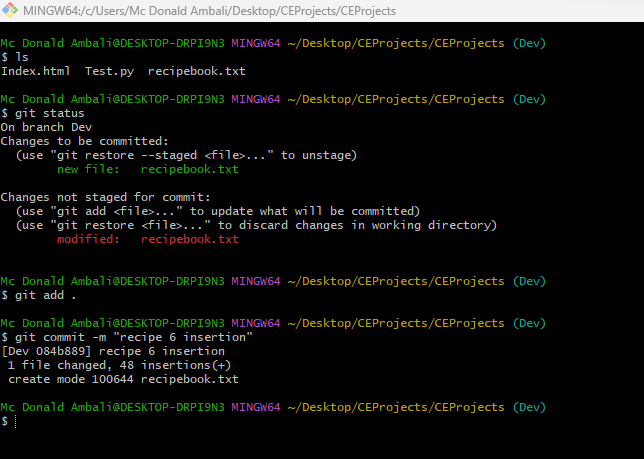 MINGW64:/c/Users/Mc Donald Ambali/Desktop/CEProjects/CEProjects
Mc Donald Ambali@DESKTOP-DRPI9N3 MINGW64 ~/Desktop/CEProjects/CEProjects (Dev)
$ ls
Index.html  Test.py  recipebook.txt
Mc Donald Ambali@DESKTOP-DRPI9N3 MINGW64 ~/Desktop/CEProjects/CEProjects (Dev)
$ git status
On branch Dev
Changes to be committed:
  (use "git restore --staged <file>..." to unstage)
        new file:   recipebook.txt
Changes not staged for commit:
  (use "git add <file>..." to update what will be committed)
  (use "git restore <file>..." to discard changes in working directory)
        modified:   recipebook.txt
Mc Donald Ambali@DESKTOP-DRPI9N3 MINGW64 ~/Desktop/CEProjects/CEProjects (Dev)
$ git add .
Mc Donald Ambali@DESKTOP-DRPI9N3 MINGW64 ~/Desktop/CEProjects/CEProjects (Dev)
$ git commit -m "recipe 6 insertion"
[Dev 084b889] recipe 6 insertion
 1 file changed, 48 insertions(+)
 create mode 100644 recipebook.txt
Mc Donald Ambali@DESKTOP-DRPI9N3 MINGW64 ~/Desktop/CEProjects/CEProjects (Dev)
$